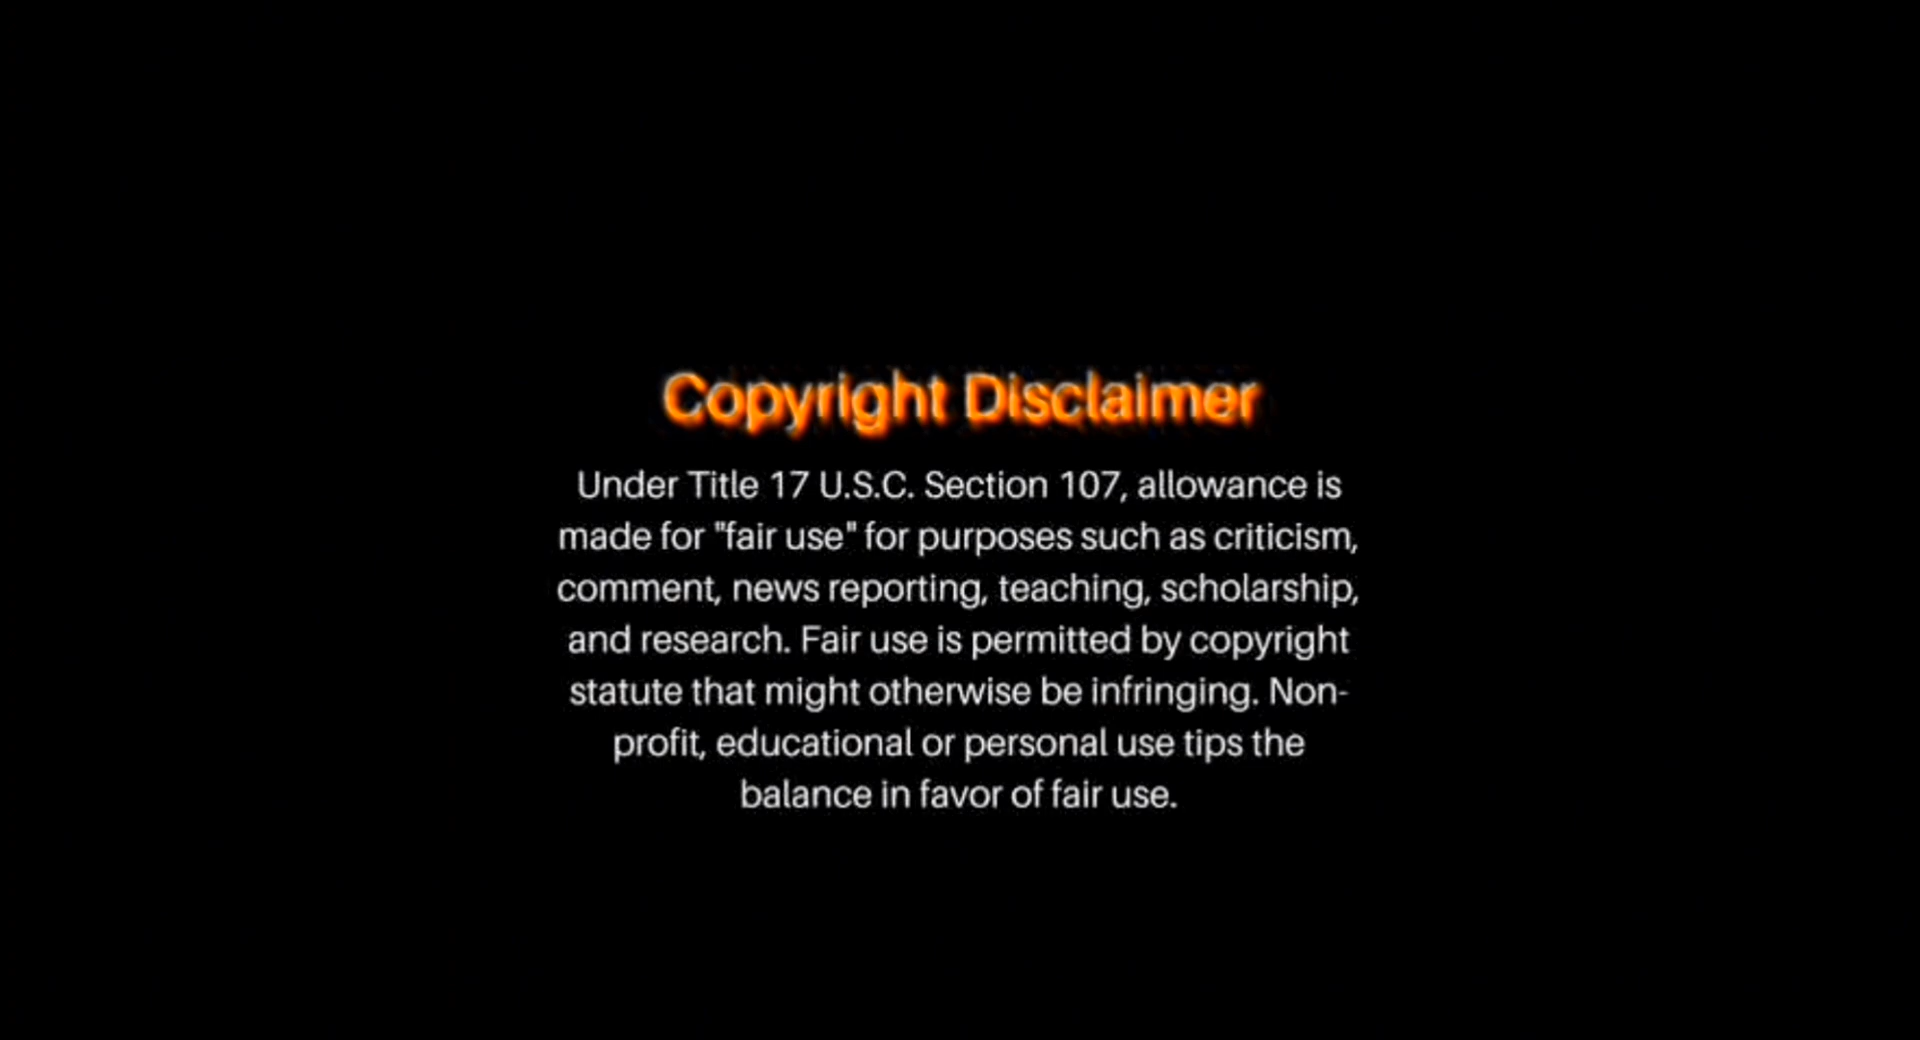 Copyright Disclaimer
Under Title 17 U.S.C. Section 107, allowance is
made for "fair use" for purposes such as criticism,
comment, news reporting, teaching, scholarship,
and research. Fair use is permitted by copyright
statute that might otherwise be infringing. Non-
profit, educational or personal use tips the
balance in favor of fair use.